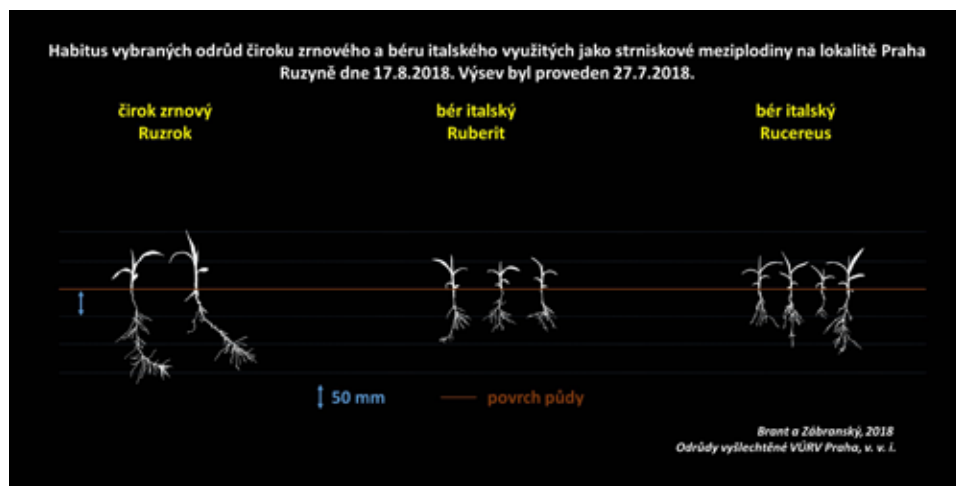 Habitus vybraných odrůd čiroku zrnového a béru italského využitých jako strniskové meziplodiny na lokalitě Praha
Ruzyně dne 17.8.2018. Výsev byl proveden 27.7.2018.
čirok zrnový
Ruzrok
bér italský
Ruberit
bér italský
Rucereus
50 mm
povrch půdy
Brant a Zábranský, 2018
Odrůdy vyšlechtěné VÚRV Praha, v. v. i.